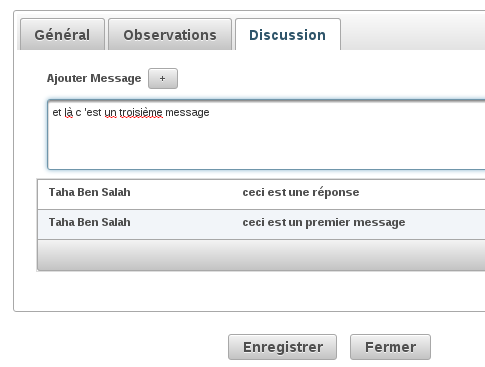 Général Observations Discussion
Ajouter Message +
et là c 'est un troisième message
Taha Ben Salah ceci est une réponse
Taha Ben Salah ceci est un premier message
Enregistrer Fermer